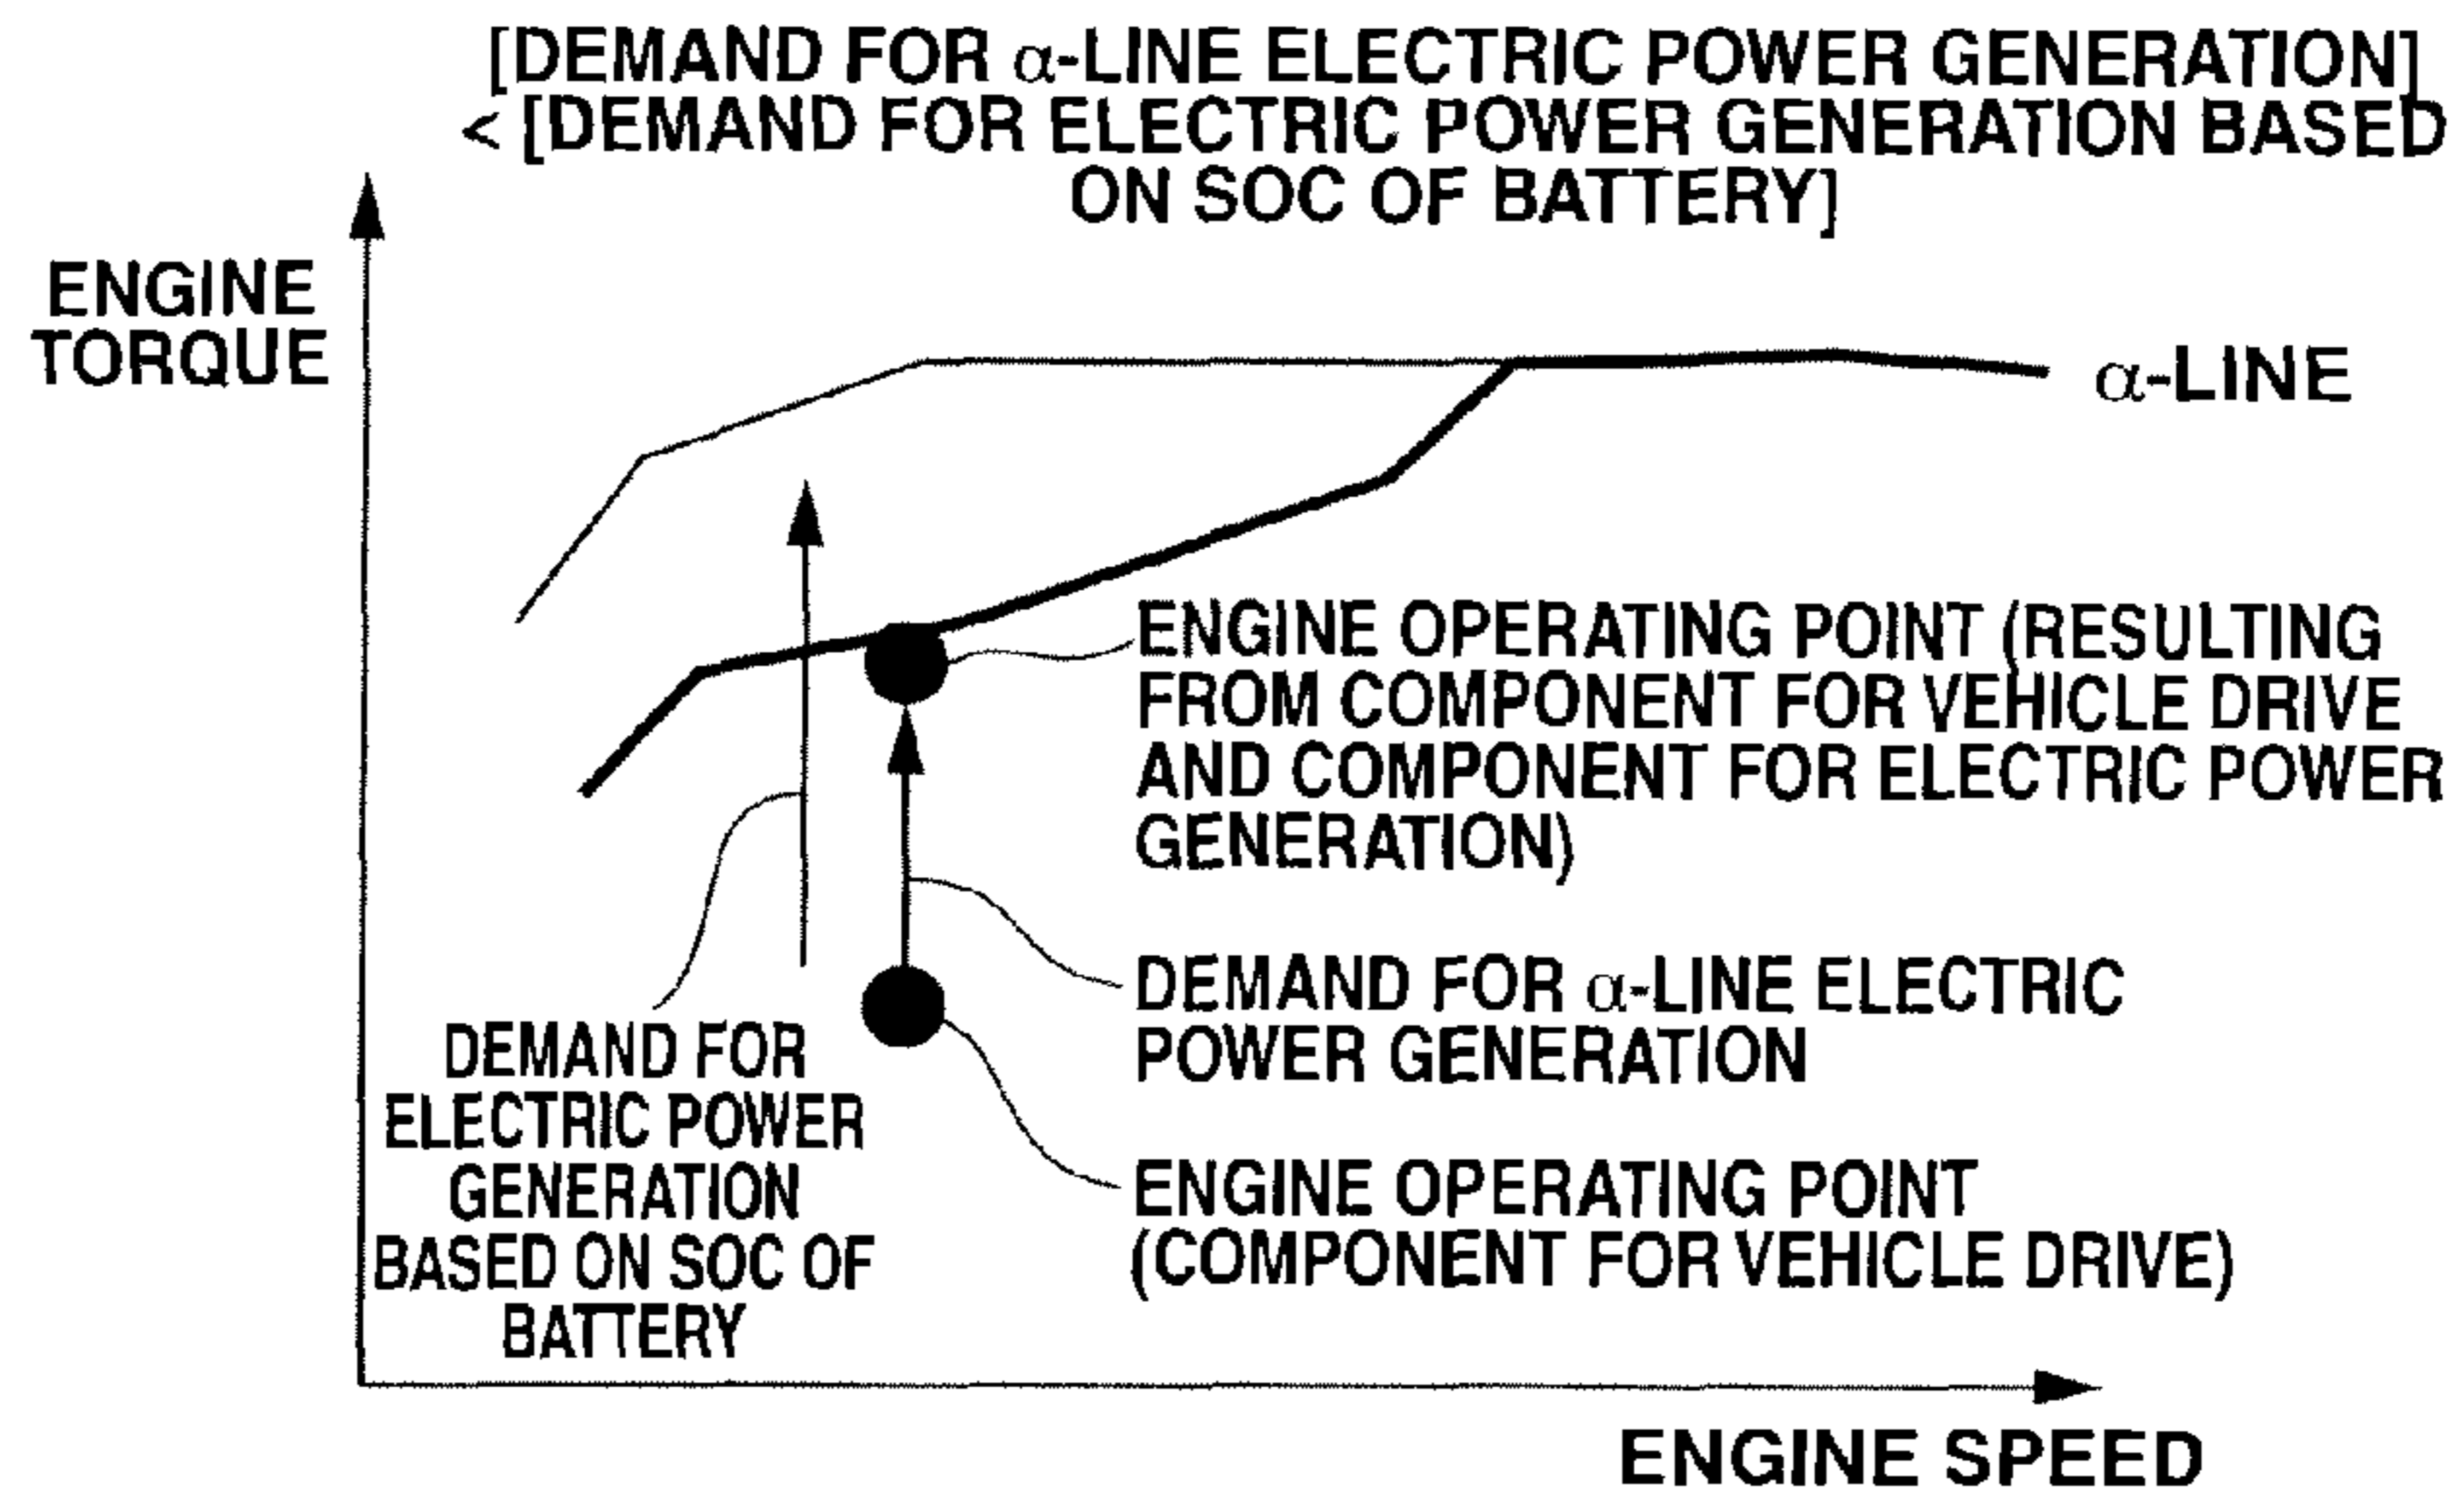 [DEMAND FOR α-LINE ELECTRIC POWER GENERATION]
< [DEMAND FOR ELECTRIC POWER GENERATION BASED
ON SOC OF BATTERY]
ENGINE
TORQUE
α-LINE
ENGINE OPERATING POINT (RESULTING
FROM COMPONENT FOR VEHICLE DRIVE
AND COMPONENT FOR ELECTRIC POWER
GENERATION)
DEMAND FOR α-LINE ELECTRIC
POWER GENERATION
DEMAND FOR
ELECTRIC POWER
GENERATION
BASED ON SOC OF
BATTERY
ENGINE OPERATING POINT
(COMPONENT FOR VEHICLE DRIVE)
ENGINE SPEED